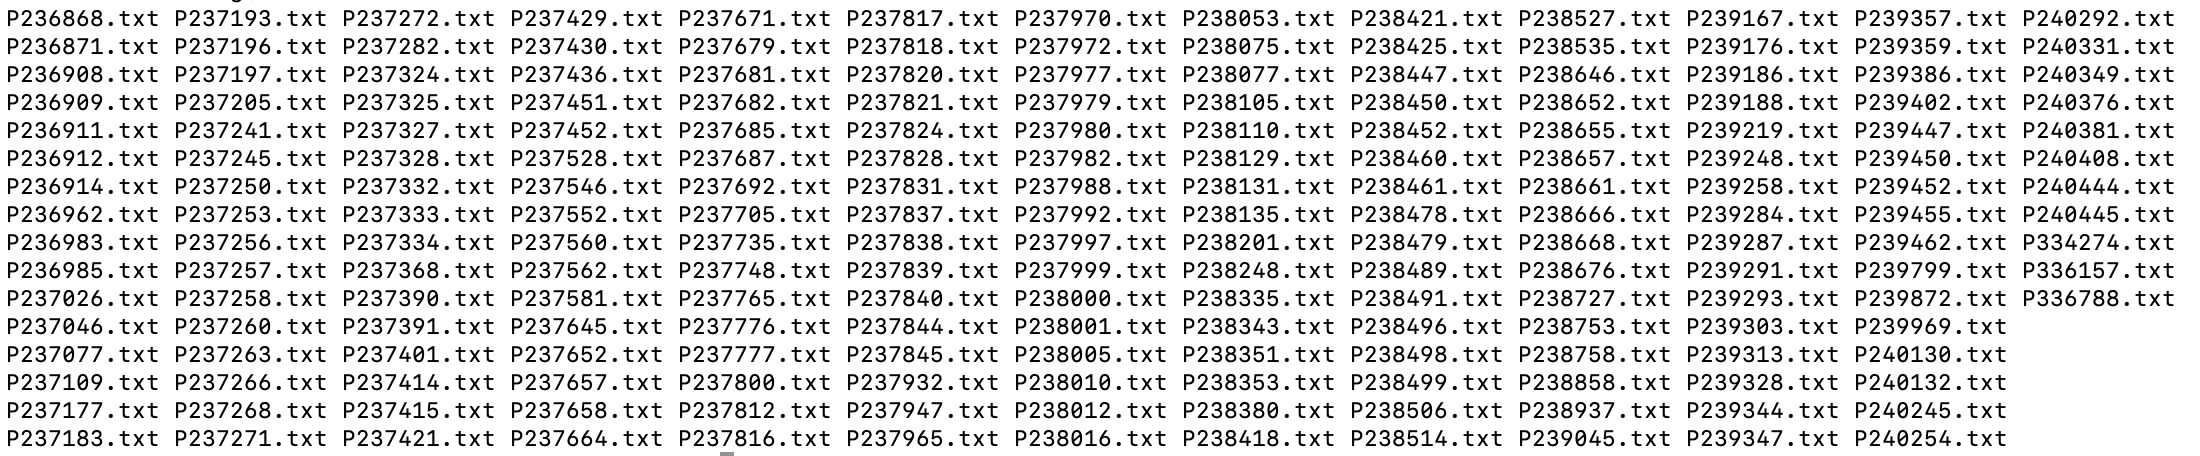 P236868.txt P237193.txt P237272.txt P237429.txt P237671.txt P237817.txt P237970.txt P238053.txt P238421.txt P238527.txt P239167.txt P239357.txt P240292.txt
P236871.txt P237196.txt P237282.txt P237430.txt P237679.txt P237818.txt P237972.txt P238075.txt P238425.txt P238535.txt P239176.txt P239359.txt P240331.txt
P236908.txt P237197.txt P237324.txt P237436.txt P237681.txt P237820.txt P237977.txt P238077.txt P238447.txt P238646.txt P239186.txt P239386.txt P240349.txt
P236909.txt P237205.txt P237325.txt P237451.txt P237682.txt P237821.txt P237979.txt P238105.txt P238450.txt P238652.txt P239188.txt P239402.txt P240376.txt
P236911.txt P237241.txt P237327.txt P237452.txt P237685.txt P237824.txt P237980.txt P238110.txt P238452.txt P238655.txt P239219.txt P239447.txt P240381.txt
P236912.txt P237245.txt P237328.txt P237528.txt P237687.txt P237828.txt P237982.txt P238129.txt P238460.txt P238657.txt P239248.txt P239450.txt P240408.txt
P236914.txt P237250.txt P237332.txt P237546.txt P237692.txt P237831.txt P237988.txt P238131.txt P238461.txt P238661.txt P239258.txt P239452.txt P240444.txt
P236962.txt P237253.txt P237333.txt P237552.txt P237705.txt P237837.txt P237992.txt P238135.txt P238478.txt P238666.txt P239284.txt P239455.txt P240445.txt
P236983.txt P237256.txt P237334.txt P237560.txt P237735.txt P237838.txt P237997.txt P238201.txt P238479.txt P238668.txt P239287.txt P239462.txt P334274.txt
P236985.txt P237257.txt P237368.txt P237562.txt P237748.txt P237839.txt P237999.txt P238248.txt P238489.txt P238676.txt P239291.txt P239799.txt P336157.txt
P237026.txt P237258.txt P237390.txt P237581.txt P237765.txt P237840.txt P238000.txt P238335.txt P238491.txt P238727.txt P239293.txt P239872.txt P336788.txt
P237046.txt P237260.txt P237391.txt P237645.txt P237776.txt P237844.txt P238001.txt P238343.txt P238496.txt P238753.txt P239303.txt P239969.txt
P237077.txt P237263.txt P237401.txt P237652.txt P237777.txt P237845.txt P238005.txt P238351.txt P238498.txt P238758.txt P239313.txt P240130.txt
P237109.txt P237266.txt P237414.txt P237657.txt P237800.txt P237932.txt P238010.txt P238353.txt P238499.txt P238858.txt P239328.txt P240132.txt
P237177.txt P237268.txt P237415.txt P237658.txt P237812.txt P237947.txt P238012.txt P238380.txt P238506.txt P238937.txt P239344.txt P240245.txt
P237183.txt P237271.txt P237421.txt P237664.txt P237816.txt P237965.txt P238016.txt P238418.txt P238514.txt P239045.txt P239347.txt P240254.txt